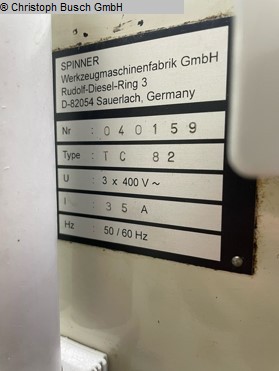 © Christoph Busch GmbH
SPINNER
Werkzeugmaschinenfabrik GmbH
Rudolf-Diesel-Ring 3
D-82054 Sauerlach, Germany
Nr : 040159
Type : TC 82
U : 3 x 400 V ~
I : 35A
Hz : 50 / 60 Hz